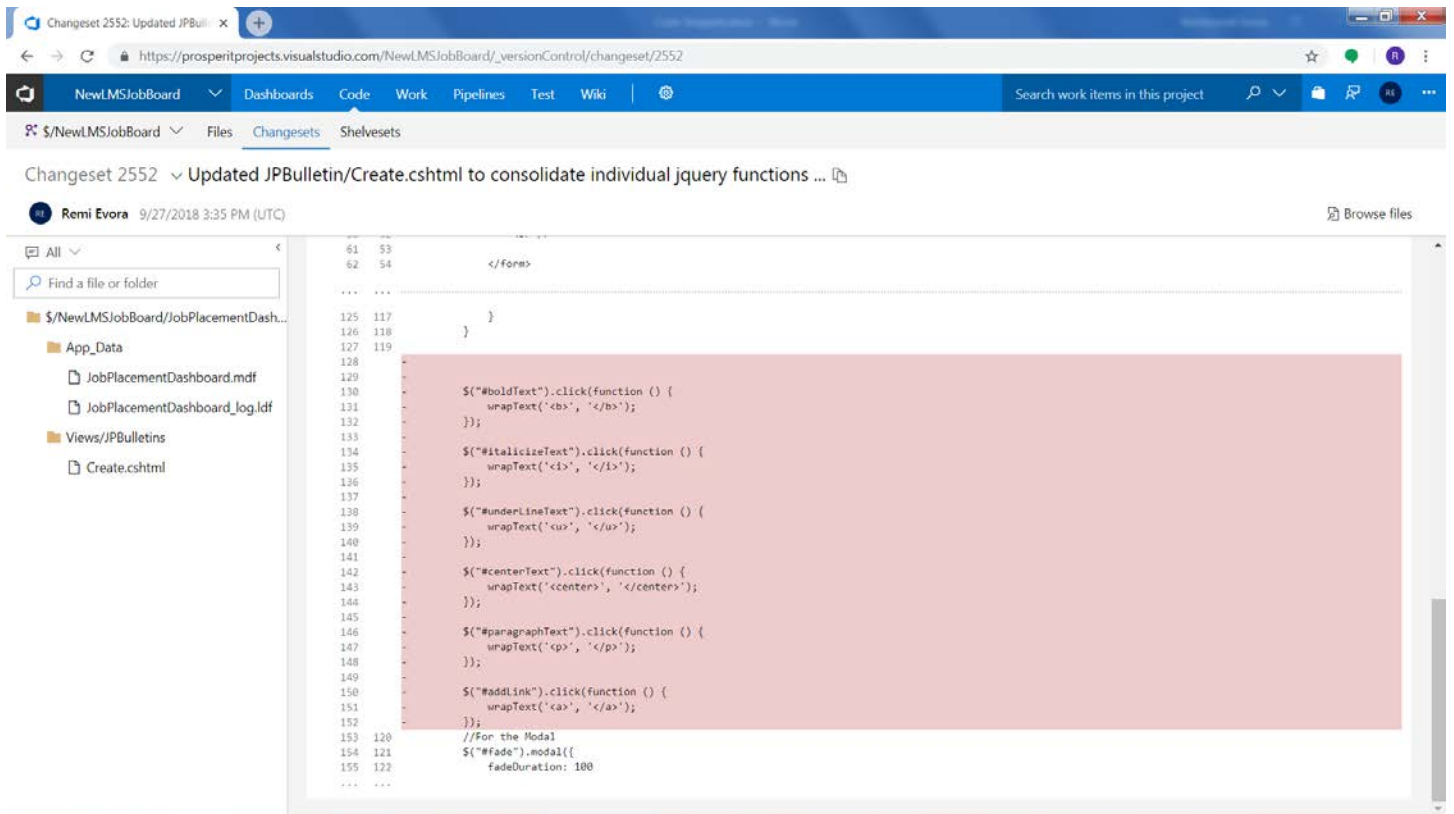 Changeset 2552: Updated JPBull
https://prosperitprojects.visualstudio.com/NewLMSJobBoard/_versionControl/changeset/2552
R
NewLMSJobBoard Dashboards Code Work Pipelines Test Wiki Search work items in this project RE
$/NewLMSJobBoard Files Changesets Shelvesets
Changeset 2552 Updated JPBulletin/Create.cshtml to consolidate individual jquery functions ...
RE Remi Evora 9/27/2018 3:35 PM (UTC) Browse files
All
Find a file or folder
$/NewLMSJobBoard/JobPlacementDash...
App_Data
JobPlacementDashboard.mdf
JobPlacementDashboard_log.ldf
Views/JPBulletins
Create.cshtml
61 53
62 54 </form>
... ...
125 117 }
126 118 }
127 119
128 -
129 -
130 - $("#boldText").click(function () {
131 - wrapText('<b>', '</b>');
132 - });
133 -
134 - $("#italicizeText").click(function () {
135 - wrapText('<i>', '</i>');
136 - });
137 -
138 - $("#underLineText").click(function () {
139 - wrapText('<u>', '</u>');
140 - });
141 -
142 - $("#centerText").click(function () {
143 - wrapText('<center>', '</center>');
144 - });
145 -
146 - $("#paragraphText").click(function () {
147 - wrapText('<p>', '</p>');
148 - });
149 -
150 - $("#addLink").click(function () {
151 - wrapText('<a>', '</a>');
152 - });
153 120 //For the Modal
154 121 $("#fade").modal({
155 122 fadeDuration: 100
... ...